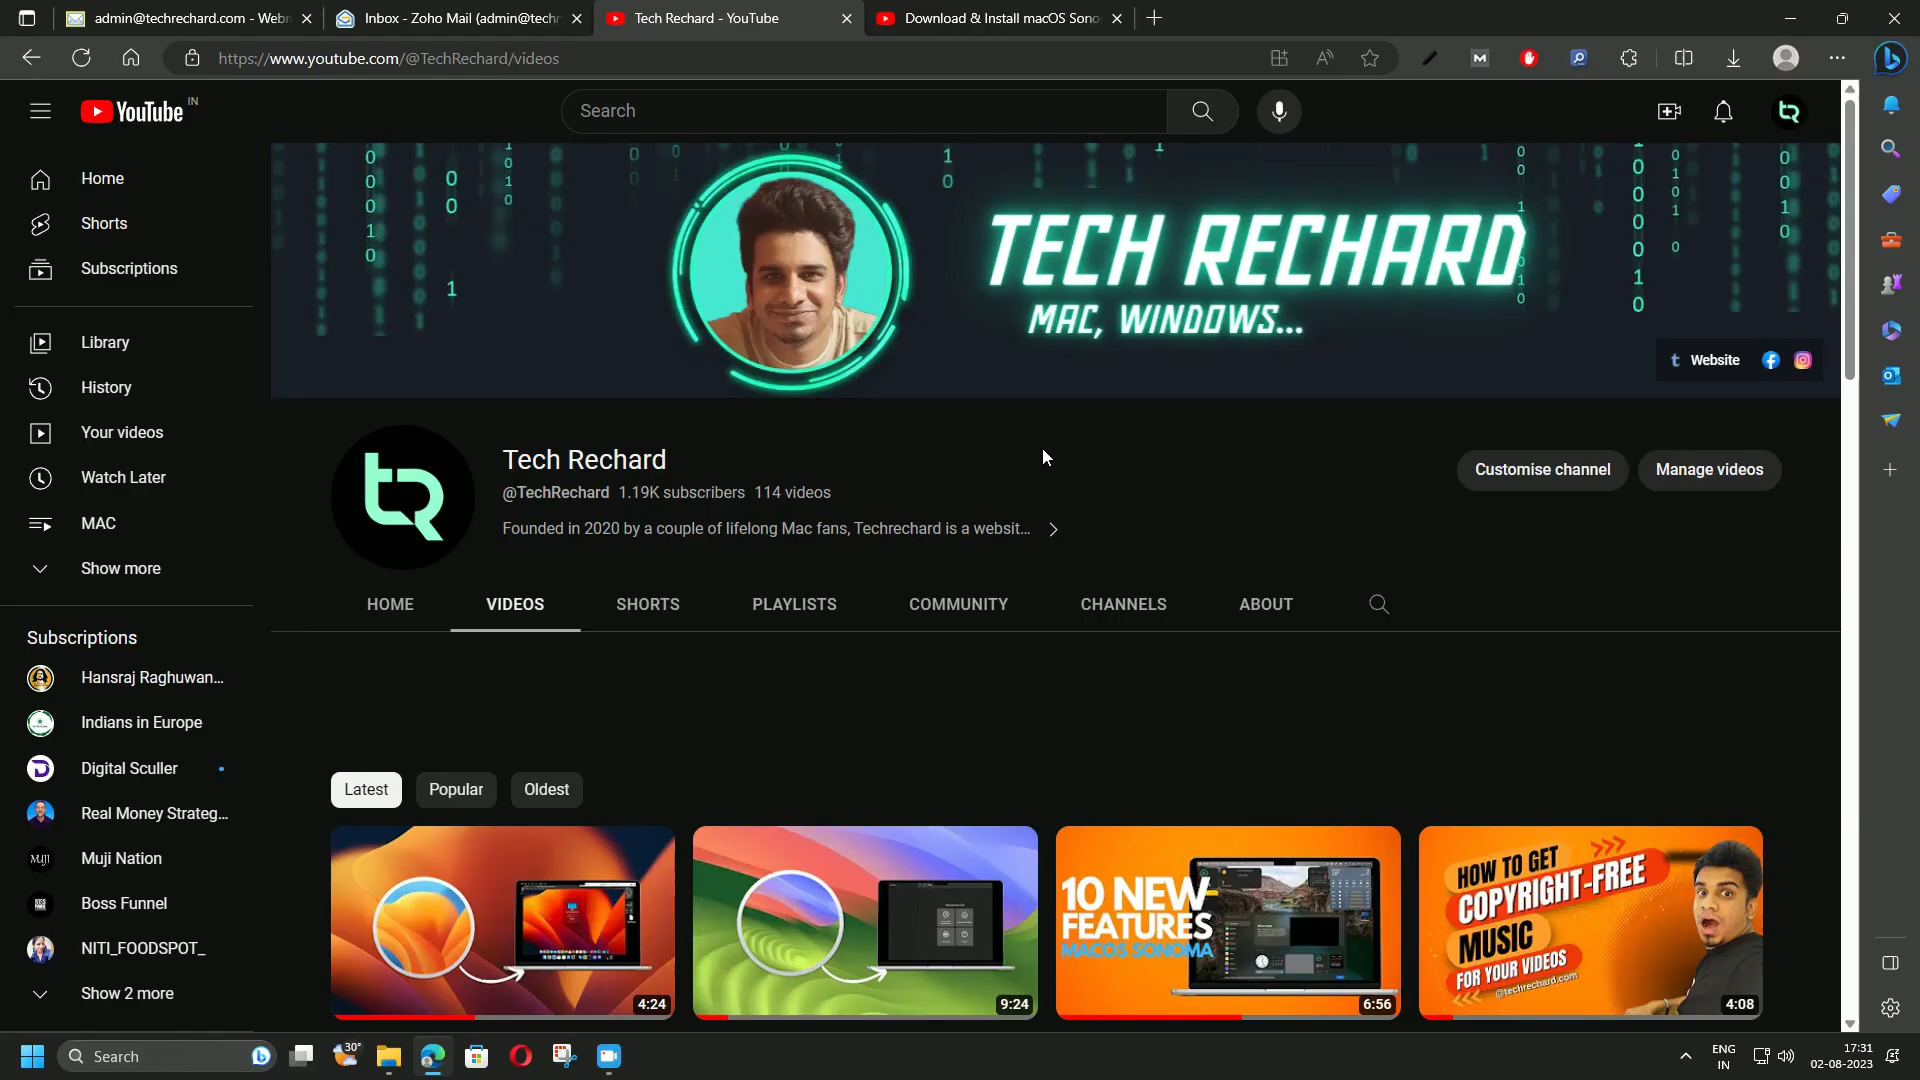 admin@techrechard.com - Webm
Inbox - Zoho Mail (admin@techr
Tech Rechard - YouTube
Download & Install macOS Sono
https://www.youtube.com/@TechRechard/videos
YouTube IN
Search
Home
Shorts
Subscriptions
Library
History
Your videos
Watch Later
MAC
Show more
Subscriptions
Hansraj Raghuwan...
Indians in Europe
Digital Sculler
Real Money Strateg...
Muji Nation
Boss Funnel
NITI_FOODSPOT_
Show 2 more
TECH RECHARD
MAC, WINDOWS...
Website
Tech Rechard
@TechRechard 1.19K subscribers 114 videos
Founded in 2020 by a couple of lifelong Mac fans, Techrechard is a websit...
Customise channel
Manage videos
HOME
VIDEOS
SHORTS
PLAYLISTS
COMMUNITY
CHANNELS
ABOUT
Latest
Popular
Oldest
4:24
9:24
10 NEW
FEATURES
MACOS SONOMA
6:56
HOW TO GET
COPYRIGHT-FREE
MUSIC
FOR YOUR VIDEOS
@techrechard.com
4:08
Search
30°
ENG
IN
17:31
02-08-2023